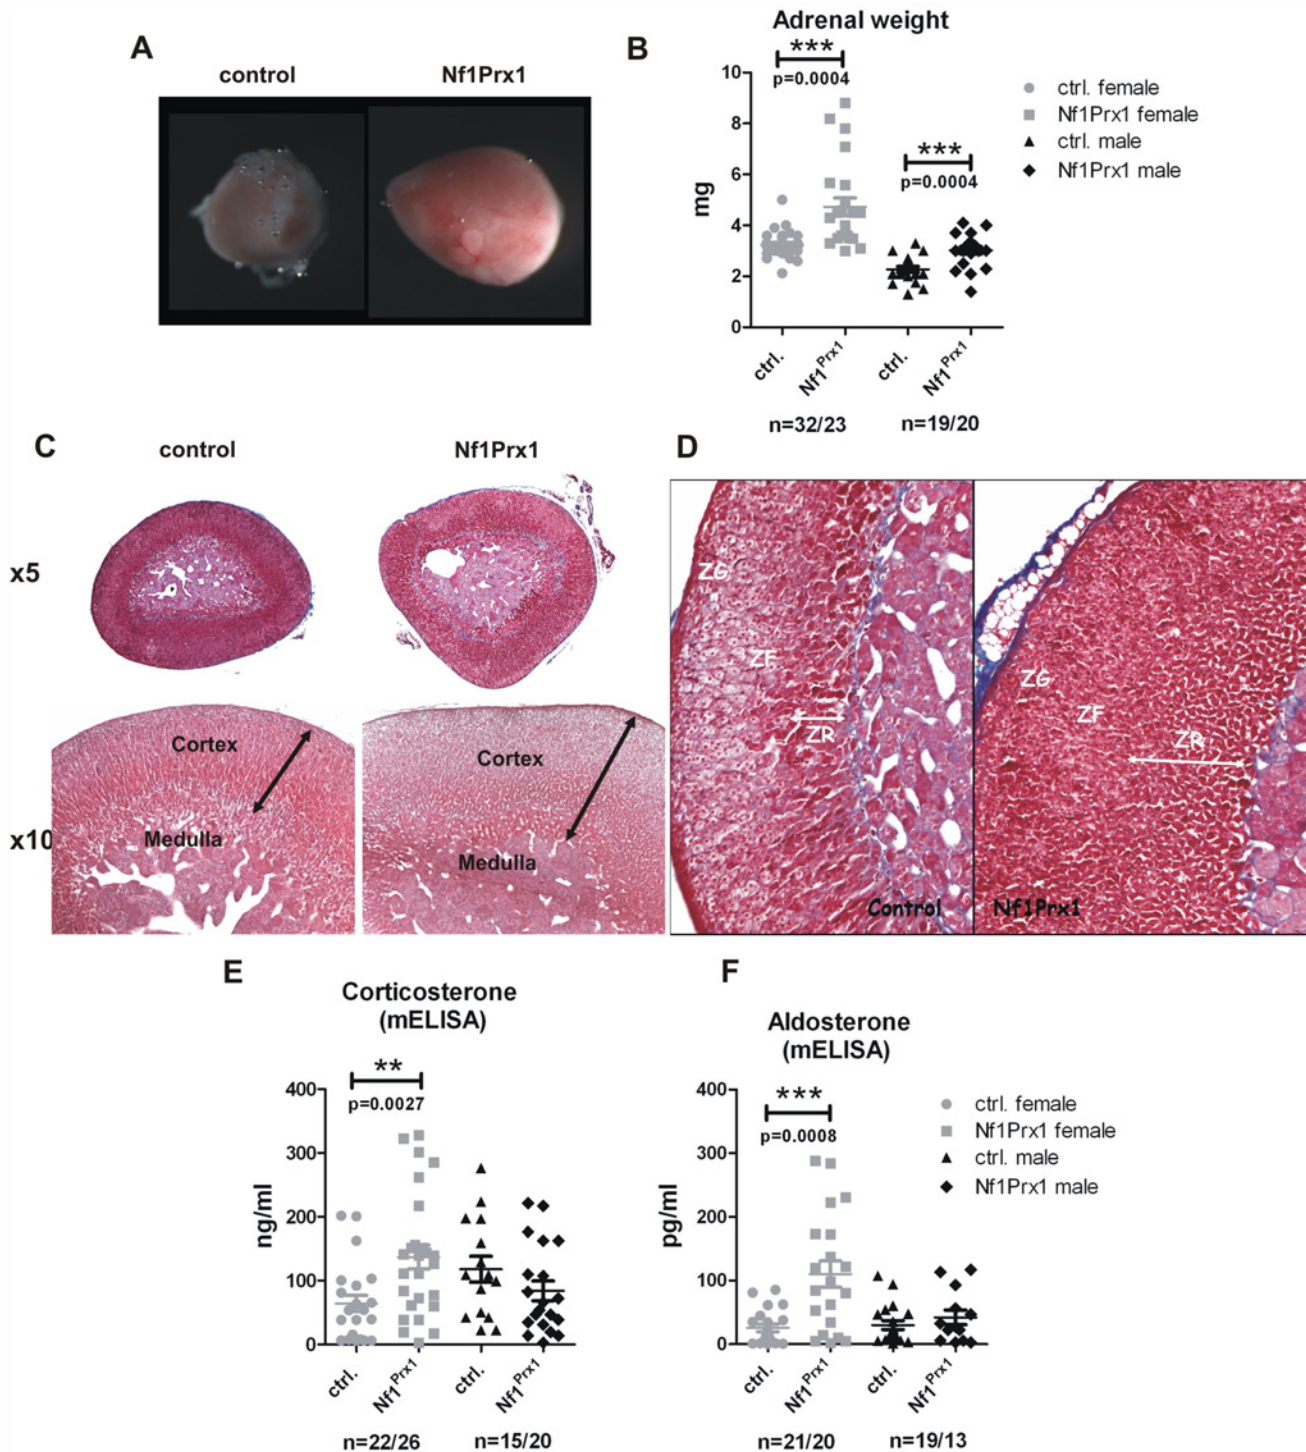 A
control
Nf1Prx1
B
Adrenal weight
***
p=0.0004
***
p=0.0004
10
8
6
4
2
0
mg
ctrl.
Nf1Prx1
ctrl.
Nf1Prx1
n=32/23
n=19/20
ctrl. female
Nf1Prx1 female
ctrl. male
Nf1Prx1 male
C
control
Nf1Prx1
x5
x10
Cortex
Medulla
Cortex
Medulla
D
ZG
ZF
ZR
Control
ZG
ZF
ZR
Nf1Prx1
E
Corticosterone
(mELISA)
**
p=0.0027
400
300
200
100
0
ng/ml
ctrl.
Nf1Prx1
ctrl.
Nf1Prx1
n=22/26
n=15/20
F
Aldosterone
(mELISA)
***
p=0.0008
400
300
200
100
0
pg/ml
ctrl.
Nf1Prx1
ctrl.
Nf1Prx1
n=21/20
n=19/13
ctrl. female
Nf1Prx1 female
ctrl. male
Nf1Prx1 male